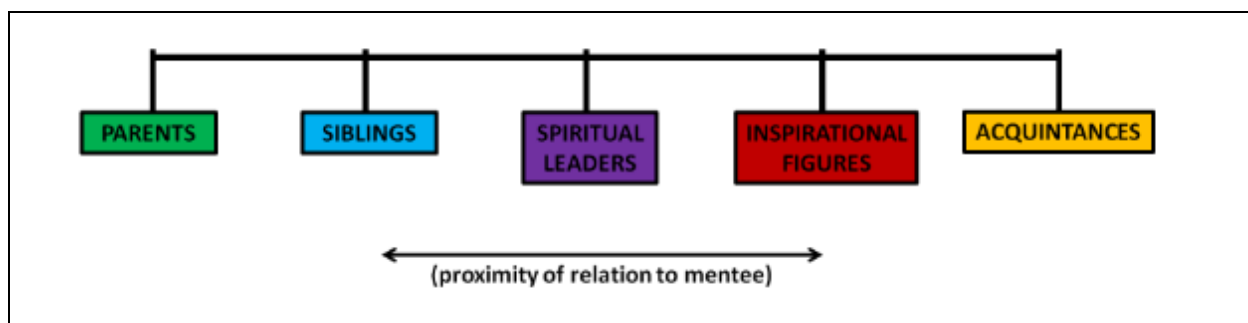 PARENTS
SIBLINGS
SPIRITUAL
LEADERS
INSPIRATIONAL
FIGURES
ACQUINTANCES
(proximity of relation to mentee)